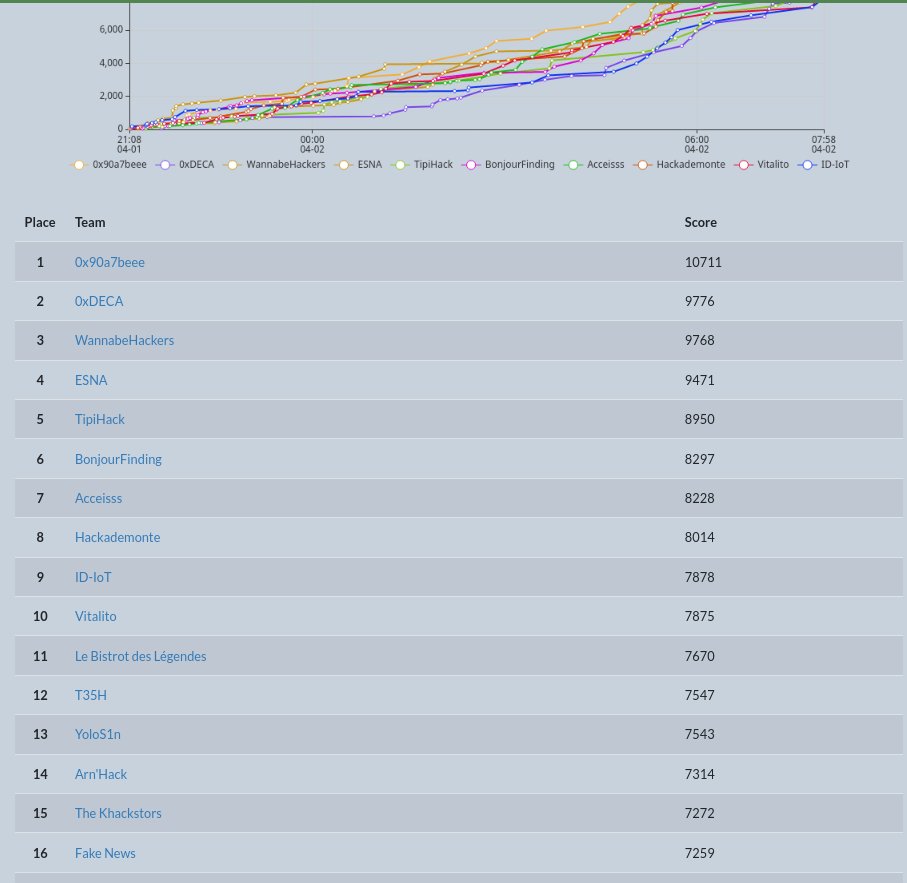 6,000
4,000
2,000
0
21:08 00:00 06:00 07:58
04-01 04-02 04-02 04-02
0x90a7beee 0xDECA WannabeHackers ESNA TipiHack BonjourFinding Acceisss Hackademonte Vitalito ID-IoT
Place Team Score
1 0x90a7beee 10711
2 0xDECA 9776
3 WannabeHackers 9768
4 ESNA 9471
5 TipiHack 8950
6 BonjourFinding 8297
7 Acceisss 8228
8 Hackademonte 8014
9 ID-IoT 7878
10 Vitalito 7875
11 Le Bistrot des Légendes 7670
12 T35H 7547
13 YoloS1n 7543
14 Arn'Hack 7314
15 The Khackstors 7272
16 Fake News 7259